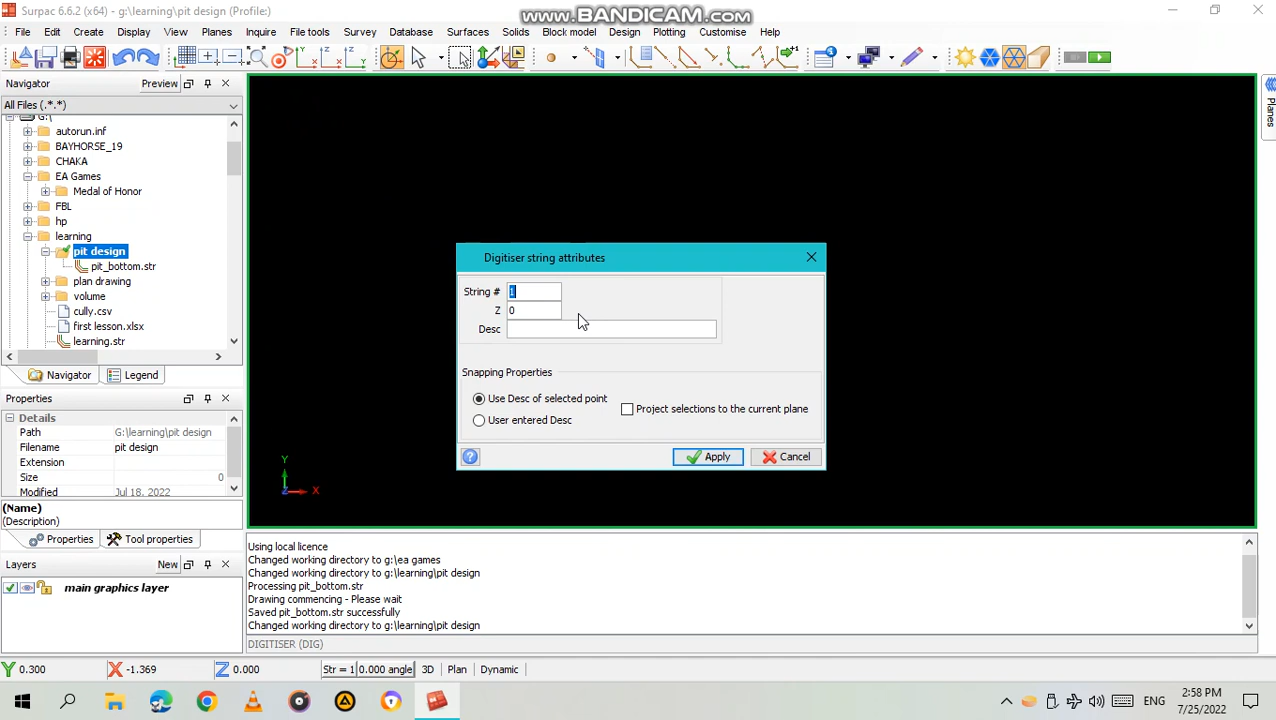 www.BANDICAM.com
Surpac 6.6.2 (x64) - g:\learning\pit design (Profile:)
File Edit Create Display View Planes Inquire File tools Survey Database Surfaces Solids Block model Design Plotting Customise Help
Navigator Preview
All Files (.*.*)
G:\
autorun.inf
BAYHORSE_19
CHAKA
EA Games
Medal of Honor
FBL
hp
learning
pit design
pit_bottom.str
plan drawing
volume
cully.csv
first lesson.xlsx
learning.str
Navigator Legend
Properties
Details
Path G:\learning\pit design
Filename pit design
Extension
Size 0
Modified Jul 18, 2022
(Name)
(Description)
Properties Tool properties
Layers New
main graphics layer
Planes
Digitiser string attributes
String # 1
Z 0
Desc
Snapping Properties
Use Desc of selected point
Project selections to the current plane
User entered Desc
Apply Cancel
Y
Z X
Using local licence
Changed working directory to g:\ea games
Changed working directory to g:\learning\pit design
Processing pit_bottom.str
Drawing commencing - Please wait
Saved pit_bottom.str successfully
Changed working directory to g:\learning\pit design
DIGITISER (DIG)
Y 0.300 X -1.369 Z 0.000 Str = 1 0.000 angle 3D Plan Dynamic
ENG
2:58 PM
7/25/2022